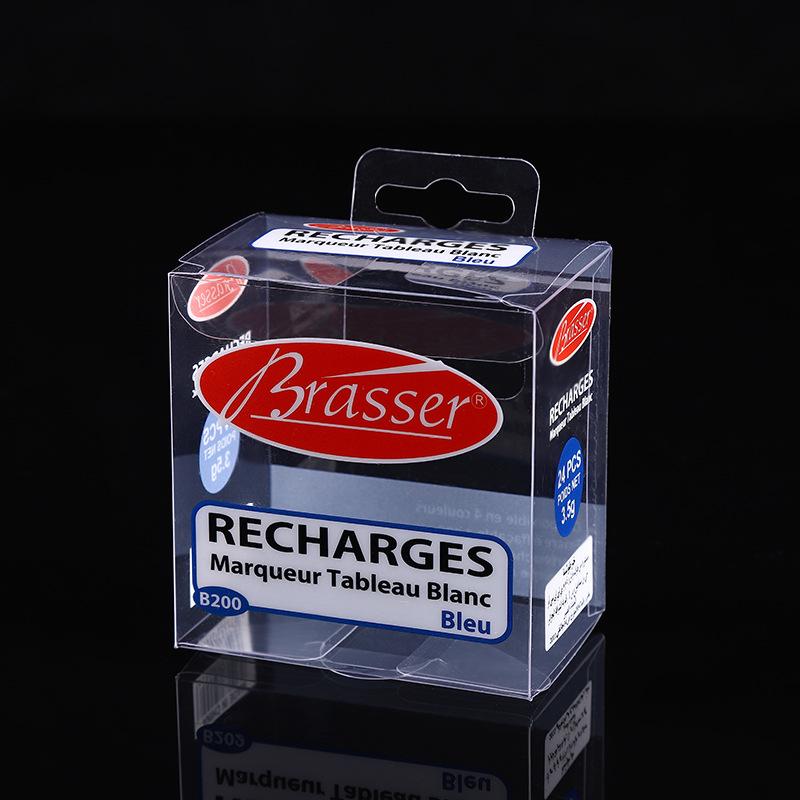 RECHARGES
Marqueur Tableau Blanc
Bleu
Brasser
Brasser®
RECHARGES
Marqueur Tableau Blanc
B200
Bleu
Brasser
RECHARGES
Marqueur Tableau Blanc
24 PCS
POIDS NET
3.5g